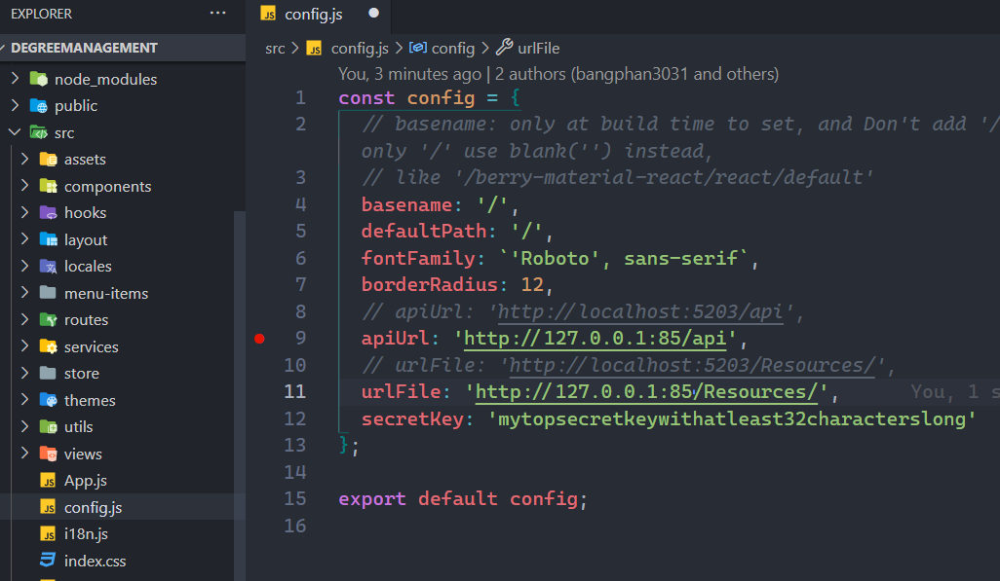 EXPLORER
···
DEGREEMANAGEMENT
node_modules
public
src
assets
components
hooks
layout
locales
menu-items
routes
services
store
themes
utils
views
JS App.js
JS config.js
JS i18n.js
index.css
JS config.js
src > JS config.js > config > urlFile
You, 3 minutes ago | 2 authors (bangphan3031 and others)
1 const config = {
2 // basename: only at build time to set, and Don't add '/
only '/' use blank('') instead,
3 // like '/berry-material-react/react/default'
4 basename: '/',
5 defaultPath: '/',
6 fontFamily: `'Roboto', sans-serif`,
7 borderRadius: 12,
8 // apiUrl: 'http://localhost:5203/api',
9 apiUrl: 'http://127.0.0.1:85/api',
10 // urlFile: 'http://localhost:5203/Resources/',
11 urlFile: 'http://127.0.0.1:85/Resources/', You, 1 s
12 secretKey: 'mytopsecretkeywithatleast32characterslong'
13 };
14
15 export default config;
16